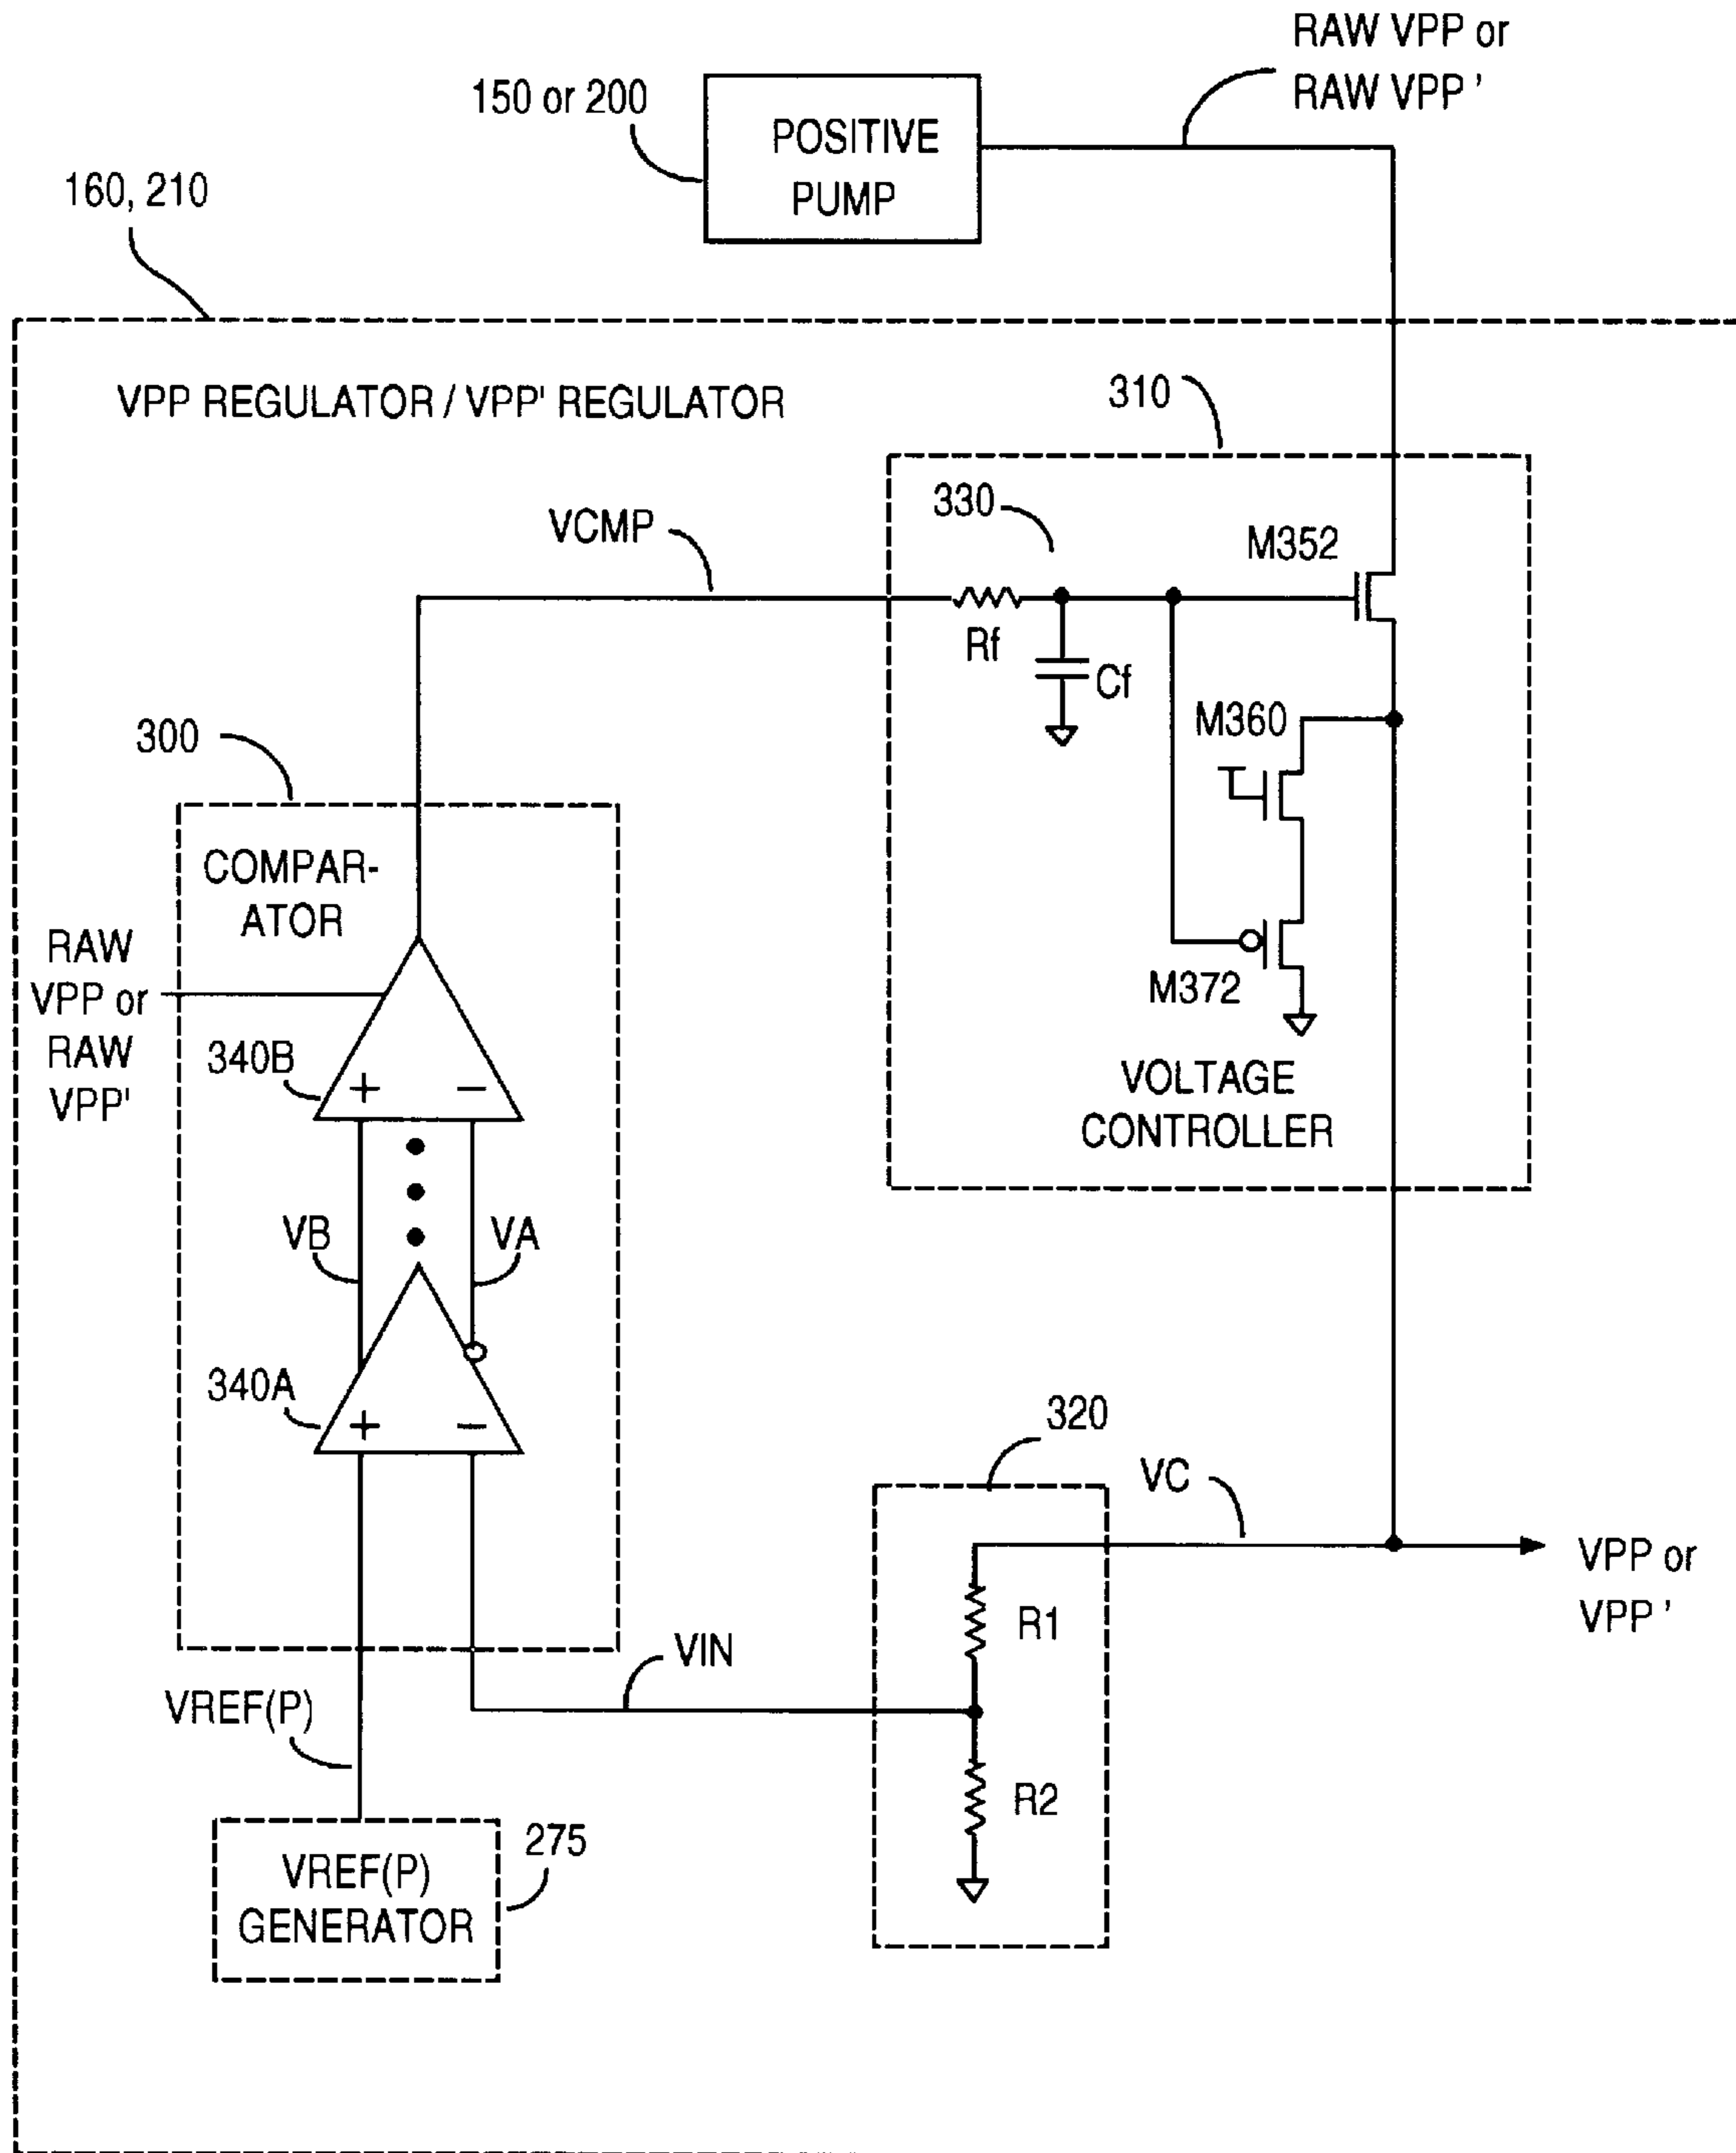 RAW VPP or
RAW VPP '
150 or 200
POSITIVE
PUMP
160, 210
VPP REGULATOR / VPP' REGULATOR
310
330
VCMP
M352
Rf
Cf
M360
300
COMPAR-
ATOR
RAW
VPP or
RAW
VPP'
M372
340B
+ −
VOLTAGE
CONTROLLER
VB
VA
340A
+ −
320
VC
VPP or
VPP '
R1
VIN
VREF(P)
R2
275
VREF(P)
GENERATOR